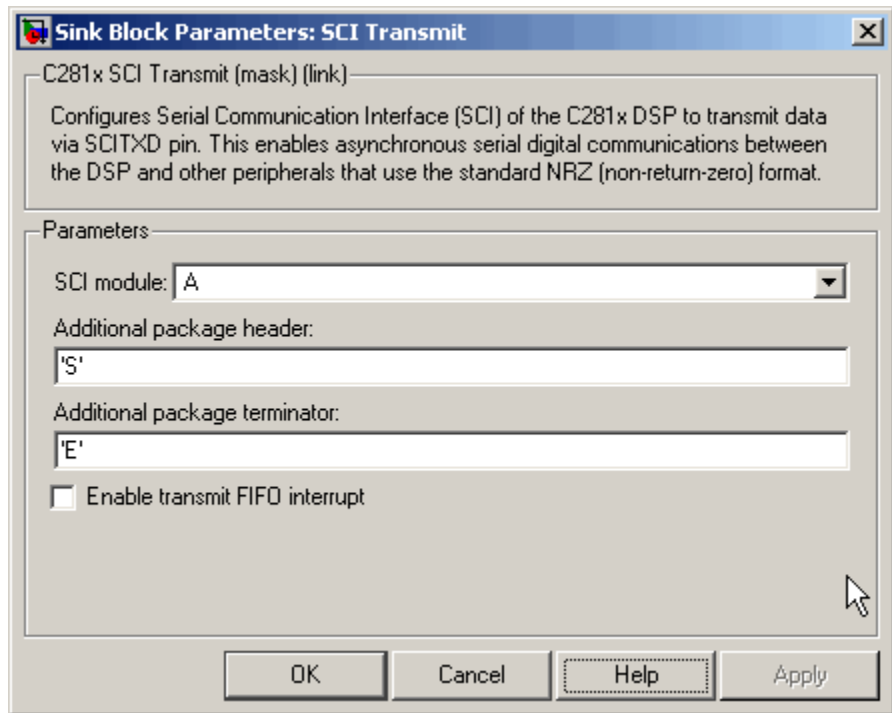 Sink Block Parameters: SCI Transmit
C281x SCI Transmit (mask) (link)
Configures Serial Communication Interface (SCI) of the C281x DSP to transmit data
via SCITXD pin. This enables asynchronous serial digital communications between
the DSP and other peripherals that use the standard NRZ (non-return-zero) format.
Parameters
SCI module: A
Additional package header:
'S'
Additional package terminator:
'E'
Enable transmit FIFO interrupt
OK Cancel Help Apply